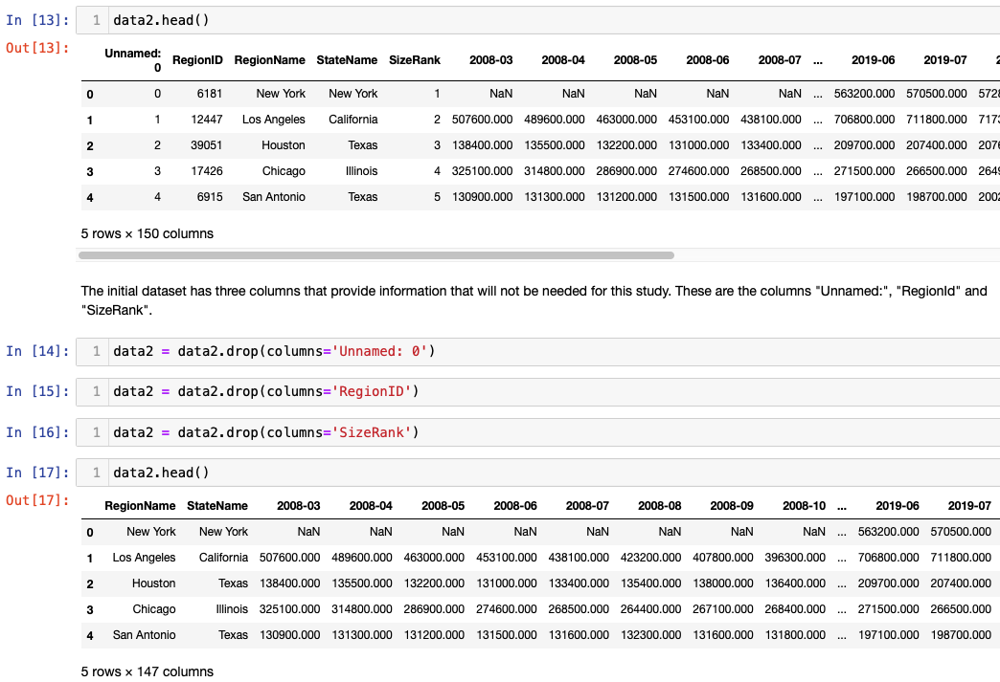 In [13]: 1 data2.head()
Out[13]:
Unnamed: 0 RegionID RegionName StateName SizeRank 2008-03 2008-04 2008-05 2008-06 2008-07 ... 2019-06 2019-07
0 0 6181 New York New York 1 NaN NaN NaN NaN NaN ... 563200.000 570500.000
1 1 12447 Los Angeles California 2 507600.000 489600.000 463000.000 453100.000 438100.000 ... 706800.000 711800.000
2 2 39051 Houston Texas 3 138400.000 135500.000 132200.000 131000.000 133400.000 ... 209700.000 207400.000
3 3 17426 Chicago Illinois 4 325100.000 314800.000 286900.000 274600.000 268500.000 ... 271500.000 266500.000
4 4 6915 San Antonio Texas 5 130900.000 131300.000 131200.000 131500.000 131600.000 ... 197100.000 198700.000
5 rows × 150 columns
The initial dataset has three columns that provide information that will not be needed for this study. These are the columns "Unnamed:", "RegionId" and
"SizeRank".
In [14]: 1 data2 = data2.drop(columns='Unnamed: 0')
In [15]: 1 data2 = data2.drop(columns='RegionID')
In [16]: 1 data2 = data2.drop(columns='SizeRank')
In [17]: 1 data2.head()
Out[17]:
RegionName StateName 2008-03 2008-04 2008-05 2008-06 2008-07 2008-08 2008-09 2008-10 ... 2019-06 2019-07
0 New York New York NaN NaN NaN NaN NaN NaN NaN NaN ... 563200.000 570500.000
1 Los Angeles California 507600.000 489600.000 463000.000 453100.000 438100.000 423200.000 407800.000 396300.000 ... 706800.000 711800.000
2 Houston Texas 138400.000 135500.000 132200.000 131000.000 133400.000 135400.000 138000.000 136400.000 ... 209700.000 207400.000
3 Chicago Illinois 325100.000 314800.000 286900.000 274600.000 268500.000 264400.000 267100.000 268400.000 ... 271500.000 266500.000
4 San Antonio Texas 130900.000 131300.000 131200.000 131500.000 131600.000 132300.000 131600.000 131800.000 ... 197100.000 198700.000
5 rows × 147 columns